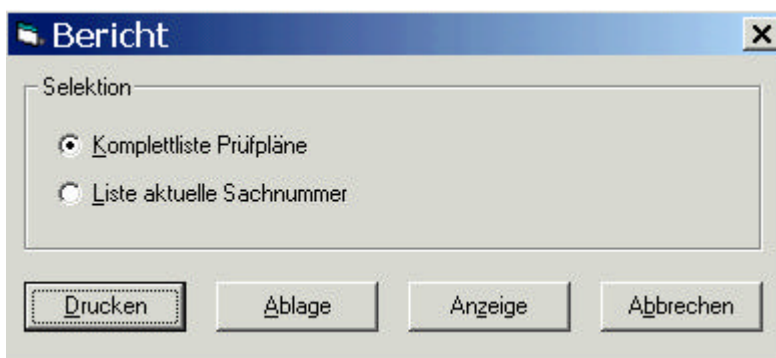 Bericht
Selektion
Komplettliste Prüfpläne
Liste aktuelle Sachnummer
Drucken Ablage Anzeige Abbrechen